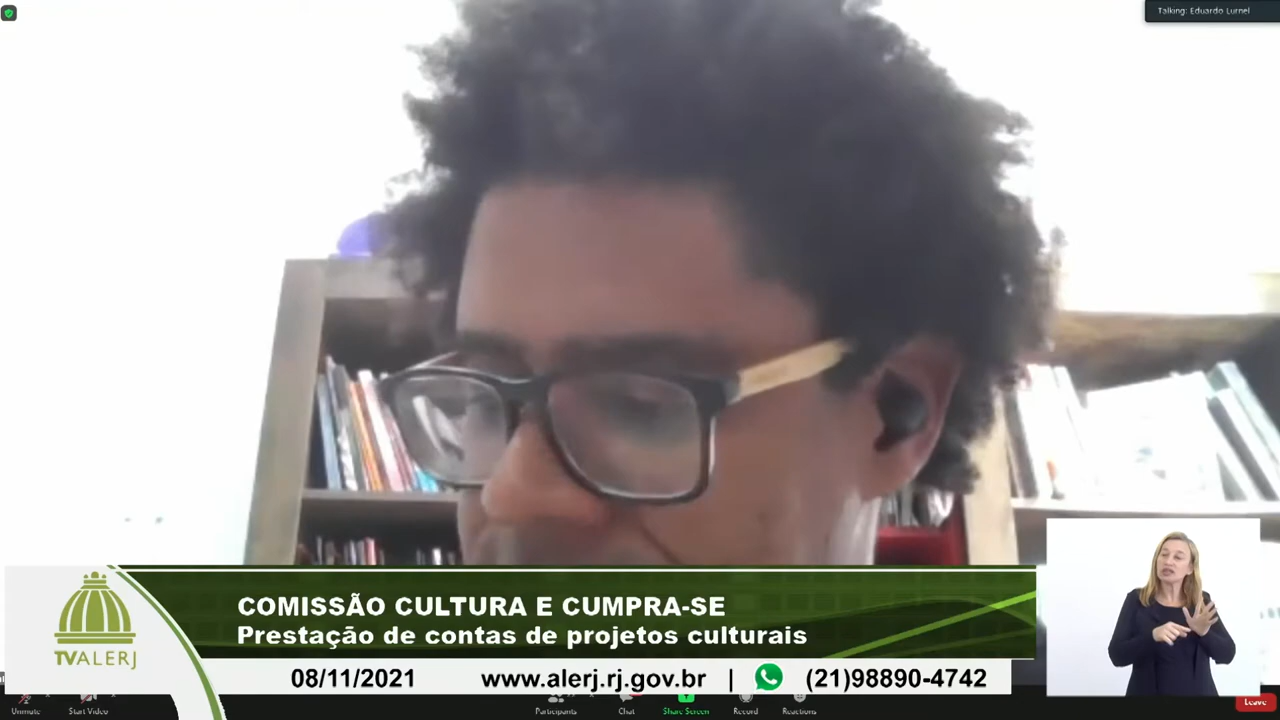 Talking: Eduardo Lurnel
COMISSÃO CULTURA E CUMPRA-SE
Prestação de contas de projetos culturais
TVALERJ
08/11/2021 www.alerj.rj.gov.br | (21)98890-4742
Unmute Start Video Participants Chat Share Screen Record Reactions Leave